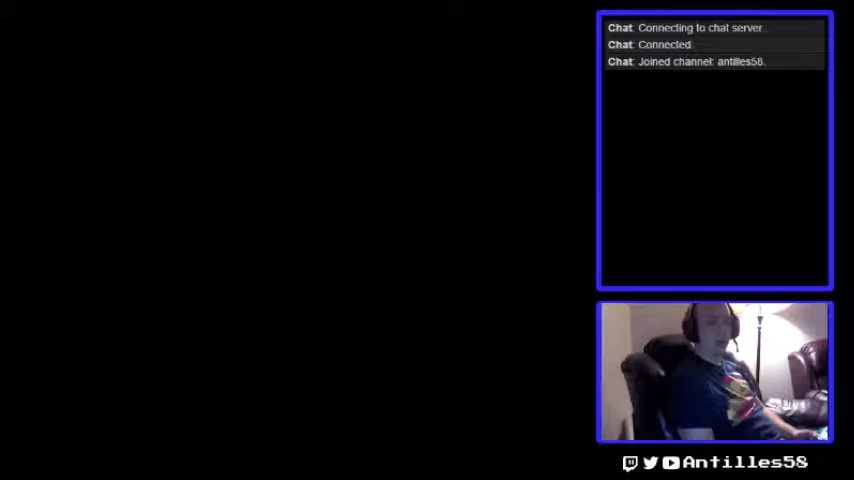 Chat: Connecting to chat server.
Chat: Connected.
Chat: Joined channel: antilles58.
Antilles58